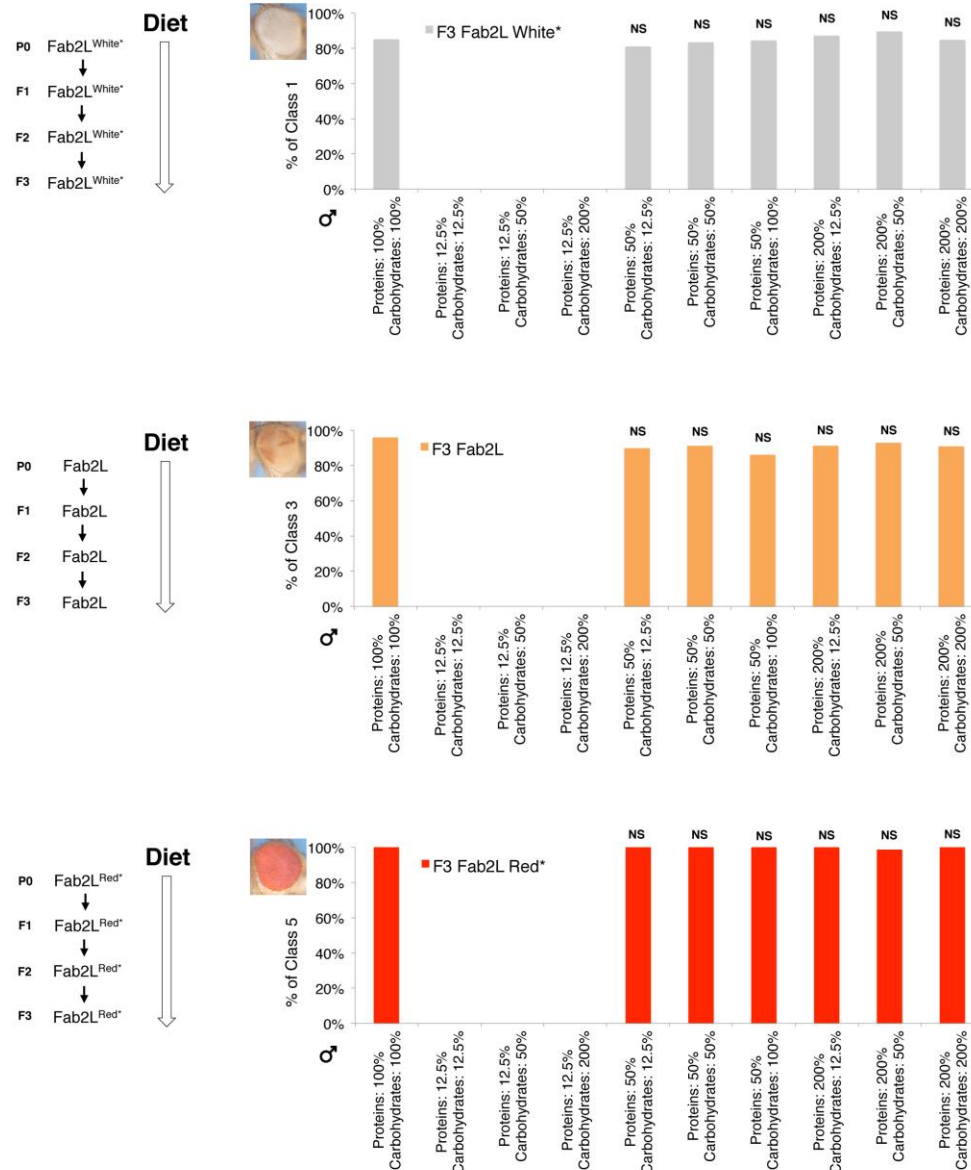 Diet
P0 Fab2L^White*
F1 Fab2L^White*
F2 Fab2L^White*
F3 Fab2L^White*
% of Class 1
100%
80%
60%
40%
20%
0%
F3 Fab2L White*
NS NS NS NS NS NS
♂
Proteins: 100%
Carbohydrates: 100%
Proteins: 12.5%
Carbohydrates: 12.5%
Proteins: 12.5%
Carbohydrates: 50%
Proteins: 12.5%
Carbohydrates: 200%
Proteins: 50%
Carbohydrates: 12.5%
Proteins: 50%
Carbohydrates: 50%
Proteins: 50%
Carbohydrates: 100%
Proteins: 200%
Carbohydrates: 12.5%
Proteins: 200%
Carbohydrates: 50%
Proteins: 200%
Carbohydrates: 200%
Diet
P0 Fab2L
F1 Fab2L
F2 Fab2L
F3 Fab2L
% of Class 3
100%
80%
60%
40%
20%
0%
F3 Fab2L
NS NS NS NS NS NS
♂
Proteins: 100%
Carbohydrates: 100%
Proteins: 12.5%
Carbohydrates: 12.5%
Proteins: 12.5%
Carbohydrates: 50%
Proteins: 12.5%
Carbohydrates: 200%
Proteins: 50%
Carbohydrates: 12.5%
Proteins: 50%
Carbohydrates: 50%
Proteins: 50%
Carbohydrates: 100%
Proteins: 200%
Carbohydrates: 12.5%
Proteins: 200%
Carbohydrates: 50%
Proteins: 200%
Carbohydrates: 200%
Diet
P0 Fab2L^Red*
F1 Fab2L^Red*
F2 Fab2L^Red*
F3 Fab2L^Red*
% of Class 5
100%
80%
60%
40%
20%
0%
F3 Fab2L Red*
NS NS NS NS NS NS
♂
Proteins: 100%
Carbohydrates: 100%
Proteins: 12.5%
Carbohydrates: 12.5%
Proteins: 12.5%
Carbohydrates: 50%
Proteins: 12.5%
Carbohydrates: 200%
Proteins: 50%
Carbohydrates: 12.5%
Proteins: 50%
Carbohydrates: 50%
Proteins: 50%
Carbohydrates: 100%
Proteins: 200%
Carbohydrates: 12.5%
Proteins: 200%
Carbohydrates: 50%
Proteins: 200%
Carbohydrates: 200%